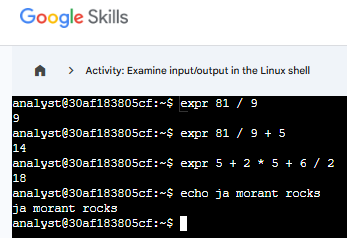 Google Skills
Activity: Examine input/output in the Linux shell
analyst@30af183805cf:~$ expr 81 / 9
9
analyst@30af183805cf:~$ expr 81 / 9 + 5
14
analyst@30af183805cf:~$ expr 5 + 2 * 5 + 6 / 2
18
analyst@30af183805cf:~$ echo ja morant rocks
ja morant rocks
analyst@30af183805cf:~$